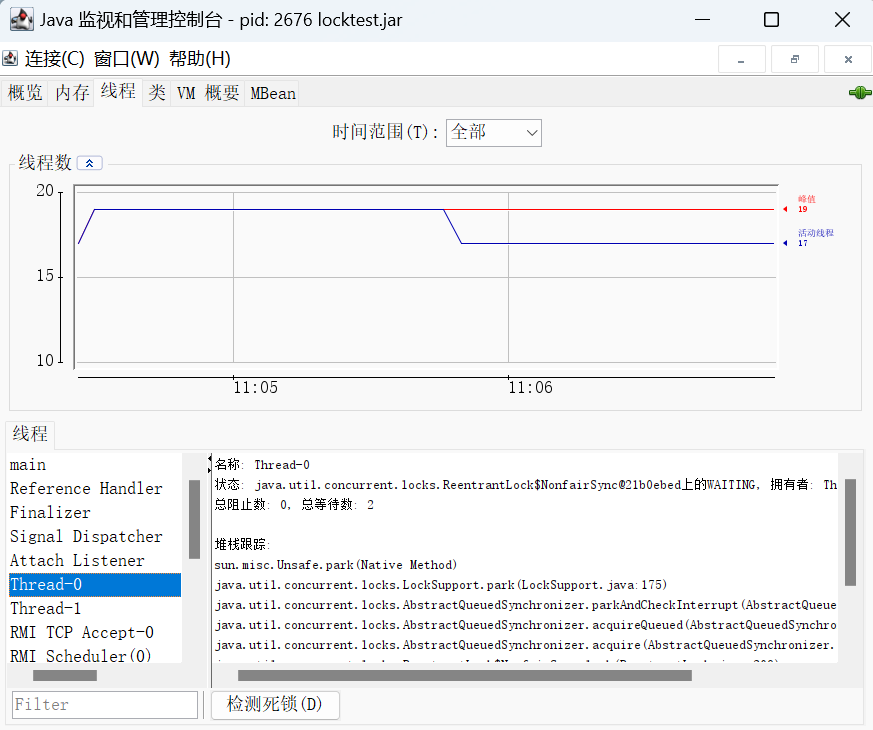 Java 监视和管理控制台 - pid: 2676 locktest.jar
连接(C) 窗口(W) 帮助(H)
概览 内存 线程 类 VM 概要 MBean
时间范围(T): 全部
线程数
20
15
10
峰值
19
活动线程
17
11:05 11:06
线程
main
Reference Handler
Finalizer
Signal Dispatcher
Attach Listener
Thread-0
Thread-1
RMI TCP Accept-0
RMI Scheduler(0)
Filter
名称: Thread-0
状态: java.util.concurrent.locks.ReentrantLock$NonfairSync@21b0ebed上的WAITING, 拥有者: Th
总阻止数: 0, 总等待数: 2
堆栈跟踪:
sun.misc.Unsafe.park(Native Method)
java.util.concurrent.locks.LockSupport.park(LockSupport.java:175)
java.util.concurrent.locks.AbstractQueuedSynchronizer.parkAndCheckInterrupt(AbstractQueue
java.util.concurrent.locks.AbstractQueuedSynchronizer.acquireQueued(AbstractQueuedSynchro
java.util.concurrent.locks.AbstractQueuedSynchronizer.acquire(AbstractQueuedSynchronizer.
检测死锁(D)